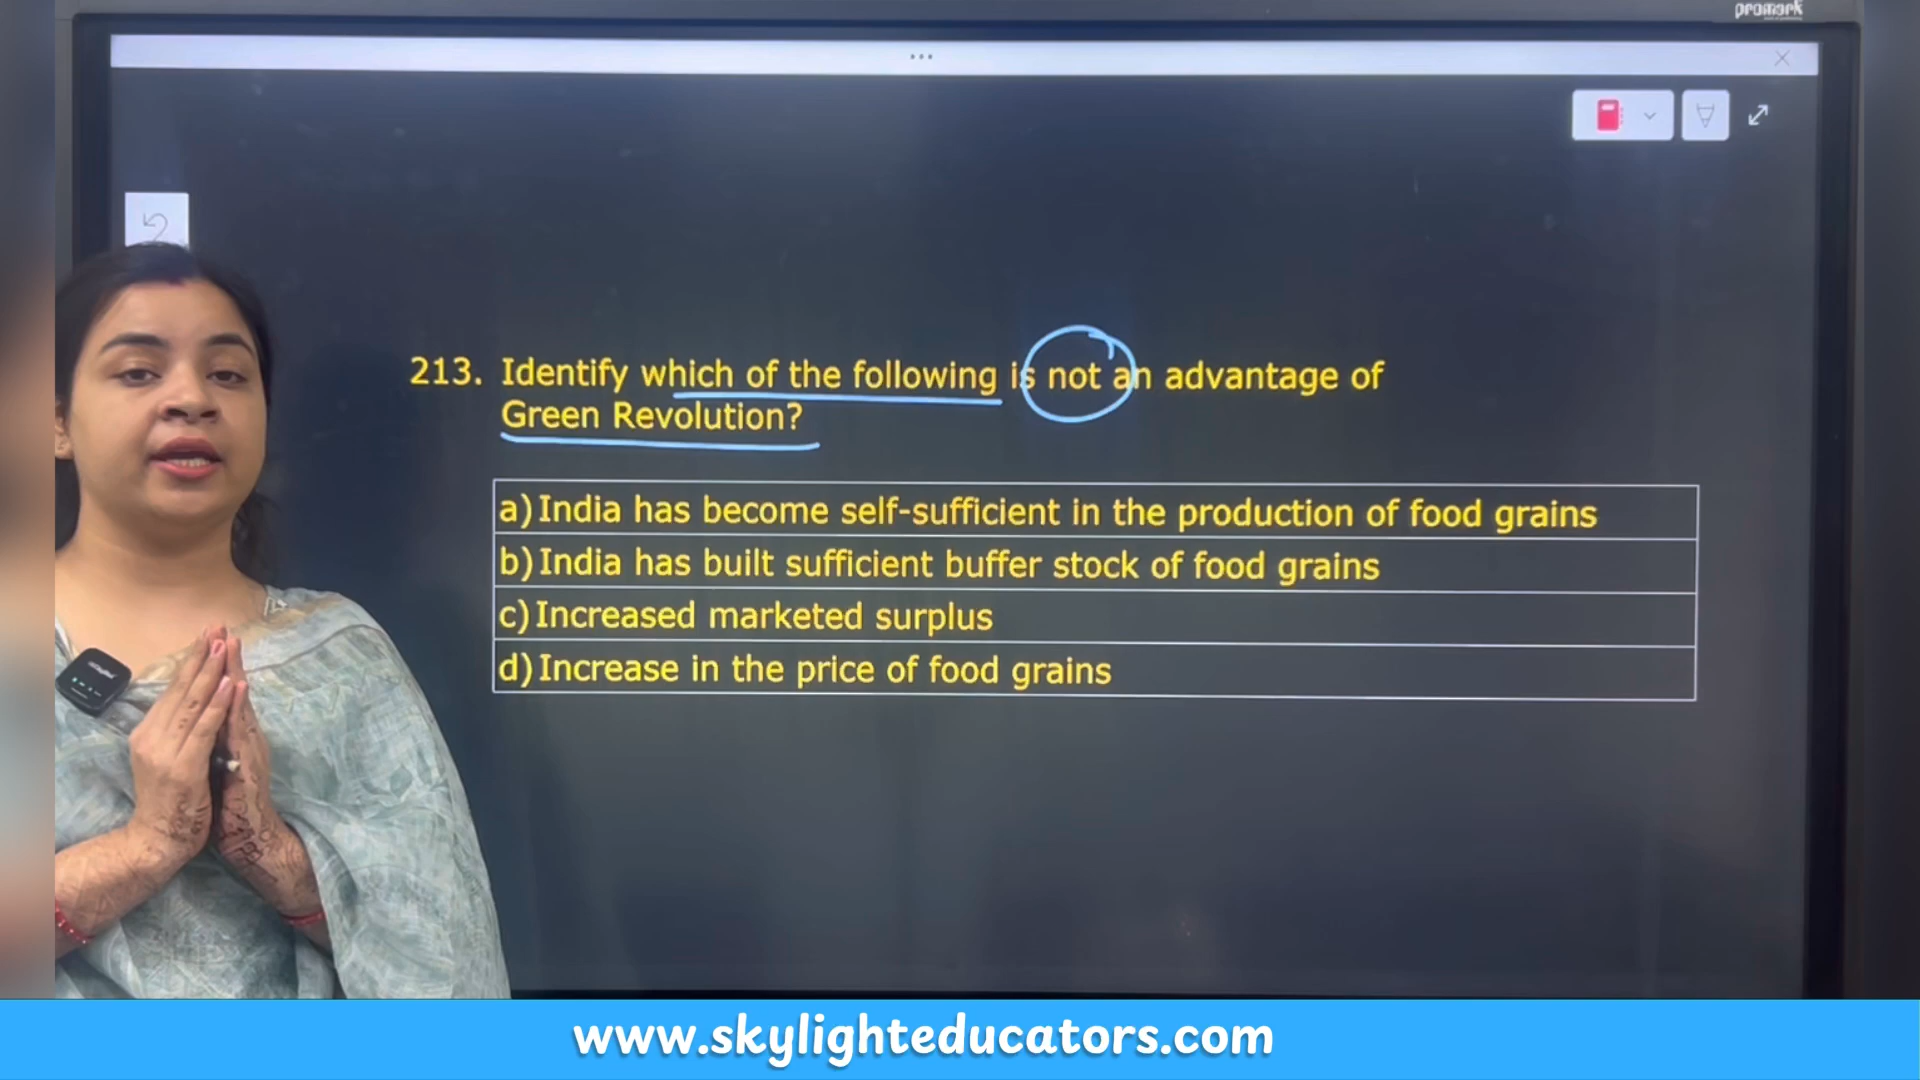 promark
213. Identify which of the following is not an advantage of
Green Revolution?
a) India has become self-sufficient in the production of food grains
b) India has built sufficient buffer stock of food grains
c) Increased marketed surplus
d) Increase in the price of food grains
www.skylighteducators.com